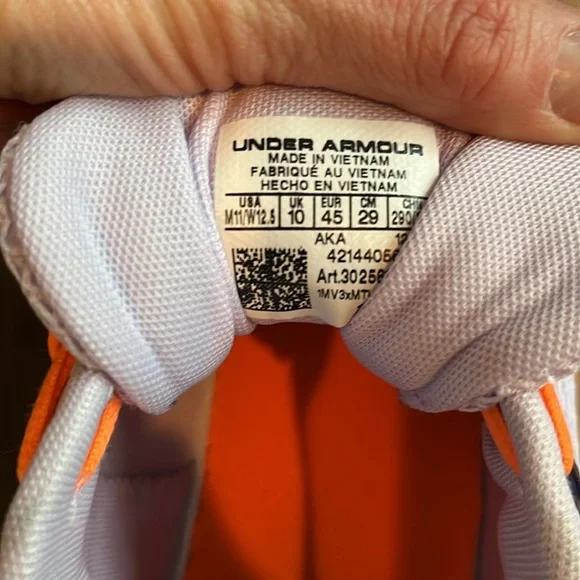 UNDER ARMOUR
MADE IN VIETNAM
FABRIQUÉ AU VIETNAM
HECHO EN VIETNAM
USA UK EUR CM
M11/W12.5 10 45 29
AKA